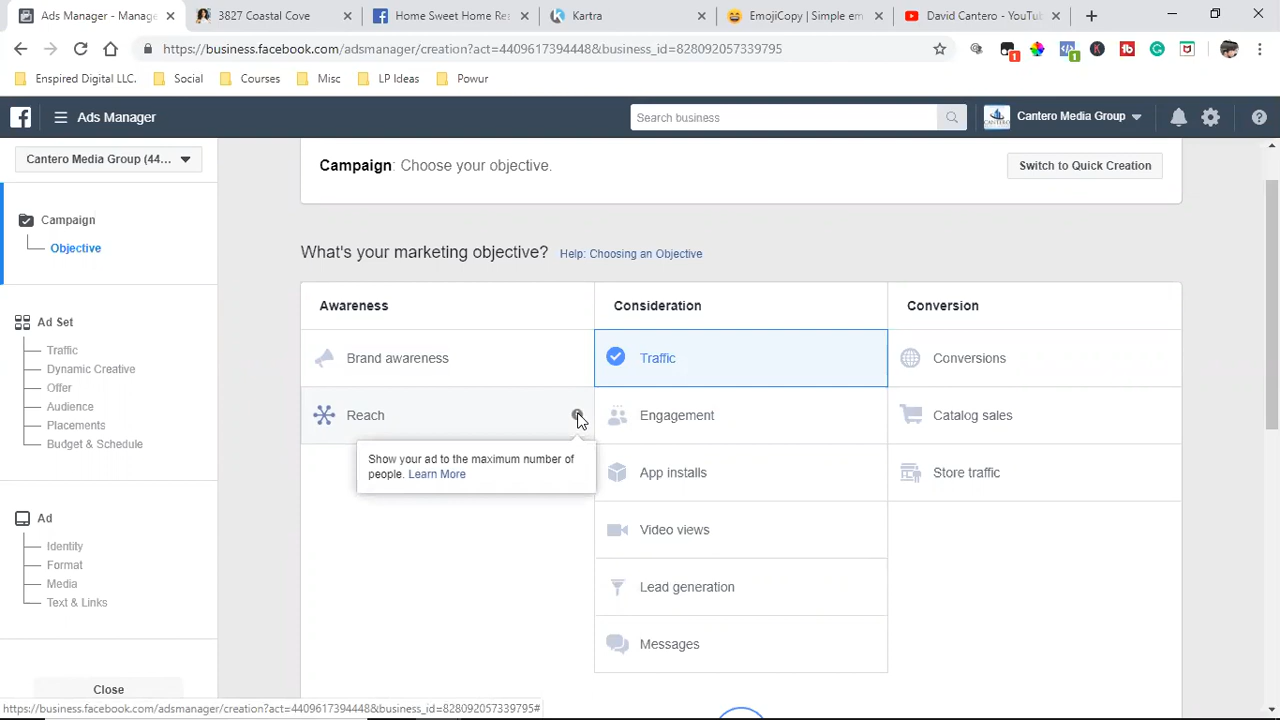 Ads Manager - Manage
3827 Coastal Cove
Home Sweet Home Re
Kartra
EmojiCopy | Simple em
David Cantero - YouTu
https://business.facebook.com/adsmanager/creation?act=4409617394448&business_id=828092057339795
1
1
Enspired Digital LLC.
Social
Courses
Misc
LP Ideas
Powur
Ads Manager
Search business
Cantero Media Group
Cantero Media Group (44...
Campaign: Choose your objective.
Switch to Quick Creation
Campaign
Objective
What's your marketing objective?
Help: Choosing an Objective
Awareness
Consideration
Conversion
Ad Set
Traffic
Dynamic Creative
Offer
Audience
Placements
Budget & Schedule
Brand awareness
Traffic
Conversions
Reach
Engagement
Catalog sales
Show your ad to the maximum number of
people. Learn More
App installs
Store traffic
Video views
Lead generation
Messages
Ad
Identity
Format
Media
Text & Links
Close
https://business.facebook.com/adsmanager/creation?act=4409617394448&business_id=828092057339795#